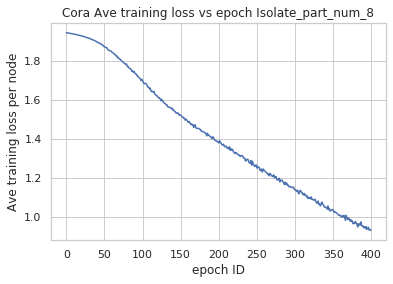 Cora Ave training loss vs epoch Isolate_part_num_8
Ave training loss per node
1.8
1.6
1.4
1.2
1.0
0 50 100 150 200 250 300 350 400
epoch ID